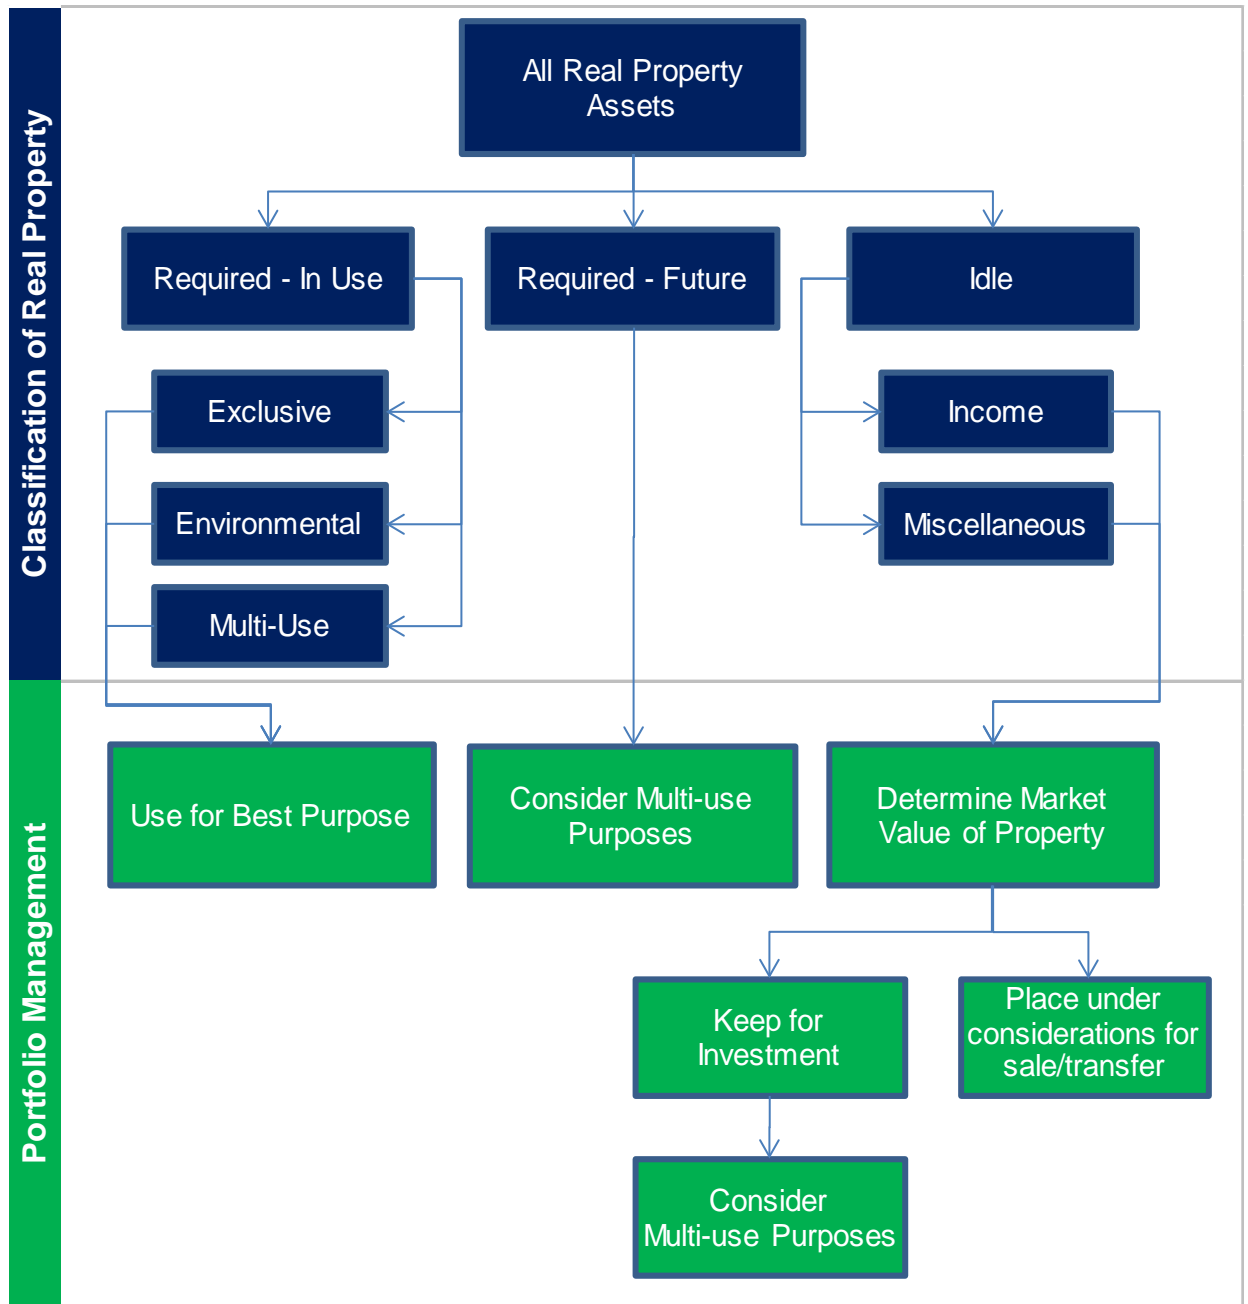 Classification of Real Property
All Real Property
Assets
Required - In Use
Required - Future
Idle
Exclusive
Income
Environmental
Miscellaneous
Multi-Use
Portfolio Management
Use for Best Purpose
Consider Multi-use
Purposes
Determine Market
Value of Property
Keep for
Investment
Place under
considerations for
sale/transfer
Consider
Multi-use Purposes